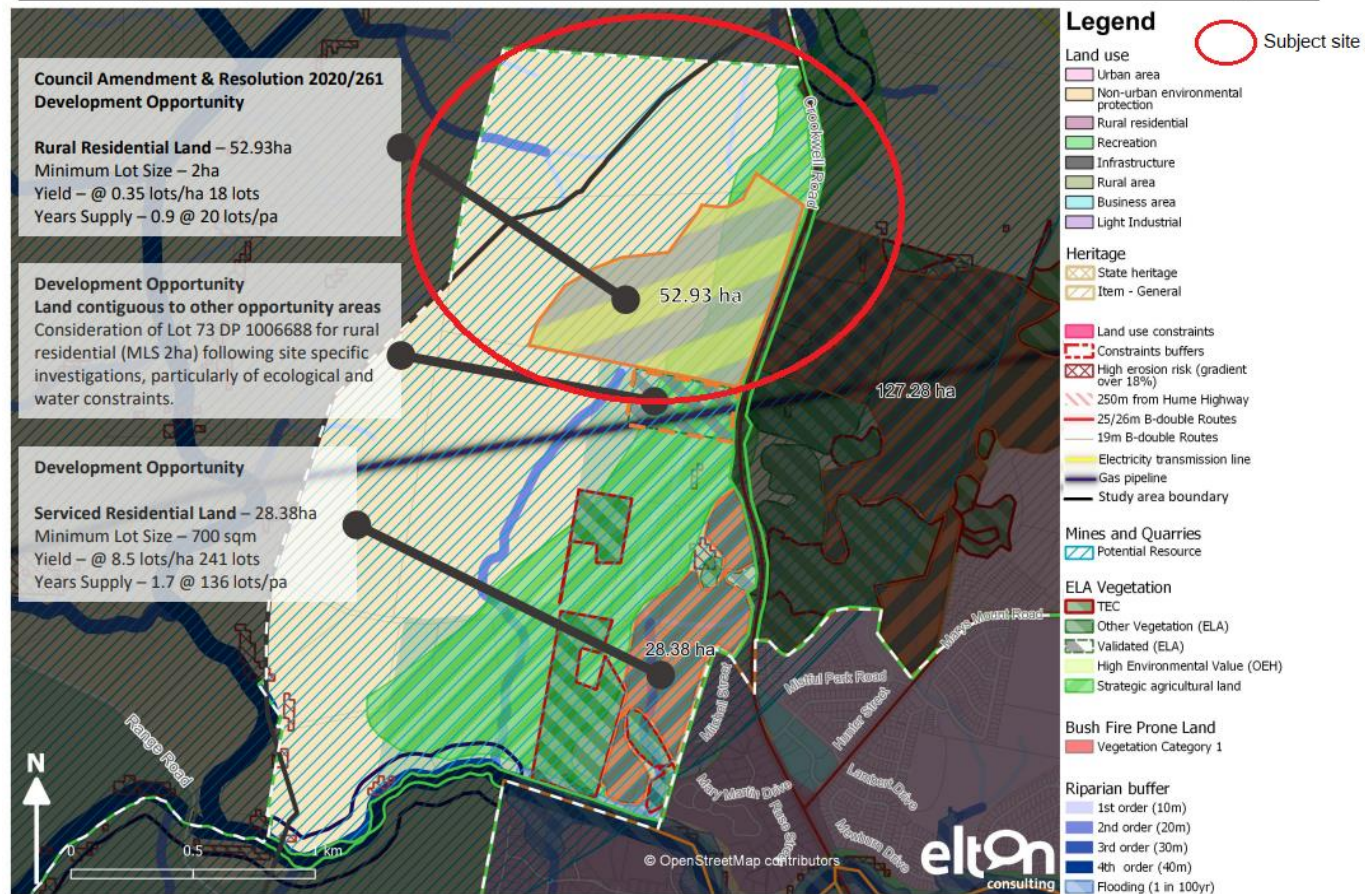 Council Amendment & Resolution 2020/261
Development Opportunity
Rural Residential Land – 52.93ha
Minimum Lot Size – 2ha
Yield – @ 0.35 lots/ha 18 lots
Years Supply – 0.9 @ 20 lots/pa
Development Opportunity
Land contiguous to other opportunity areas
Consideration of Lot 73 DP 1006688 for rural
residential (MLS 2ha) following site specific
investigations, particularly of ecological and
water constraints.
Development Opportunity
Serviced Residential Land – 28.38ha
Minimum Lot Size – 700 sqm
Yield – @ 8.5 lots/ha 241 lots
Years Supply – 1.7 @ 136 lots/pa
Crookwell Road
52.93 ha
127.28 ha
28.38 ha
Marys Mount Road
Mistful Park Road
Mitchell Street
Hunter Street
Lambert Drive
Mary Martin Drive
Mewburn Drive
Range Road
N
0 0.5 1 km
© OpenStreetMap contributors
elton
consulting
Legend
Subject site
Land use
Urban area
Non-urban environmental
protection
Rural residential
Recreation
Infrastructure
Rural area
Business area
Light Industrial
Heritage
State heritage
Item - General
Land use constraints
Constraints buffers
High erosion risk (gradient
over 18%)
250m from Hume Highway
25/26m B-double Routes
19m B-double Routes
Electricity transmission line
Gas pipeline
Study area boundary
Mines and Quarries
Potential Resource
ELA Vegetation
TEC
Other Vegetation (ELA)
Validated (ELA)
High Environmental Value (OEH)
Strategic agricultural land
Bush Fire Prone Land
Vegetation Category 1
Riparian buffer
1st order (10m)
2nd order (20m)
3rd order (30m)
4th order (40m)
Flooding (1 in 100yr)